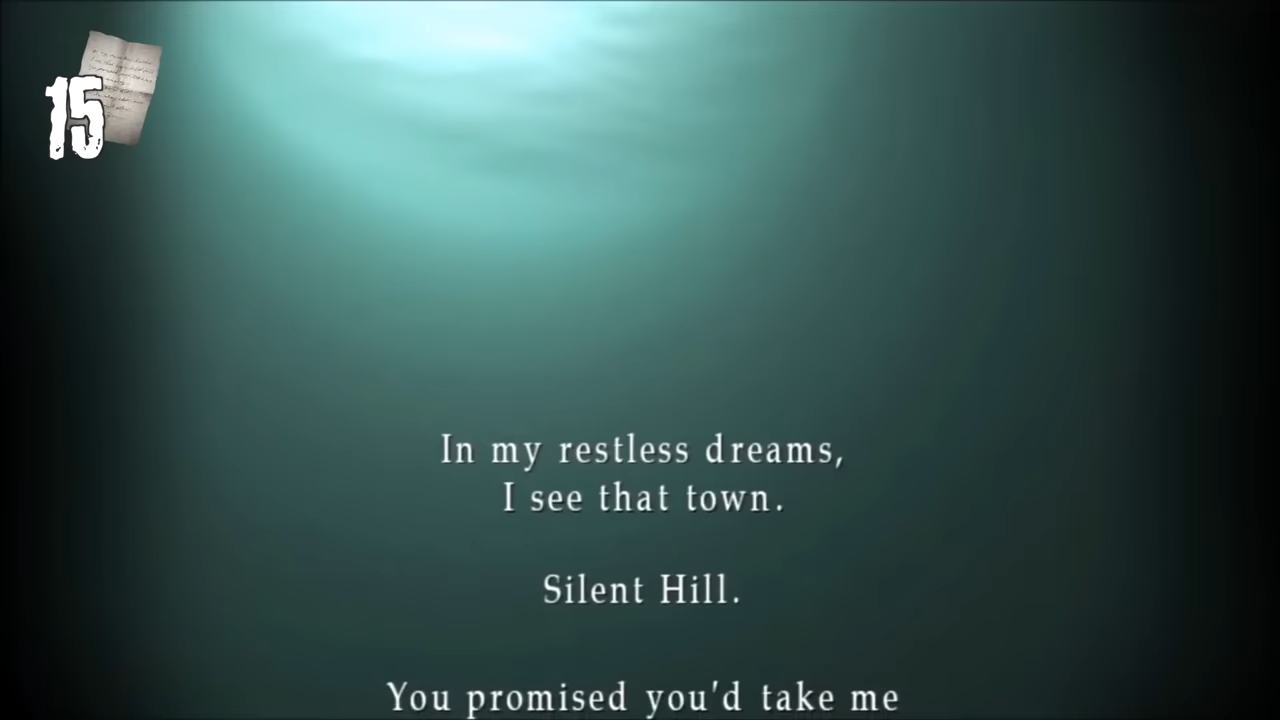 15
In my restless dreams,
I see that town.
Silent Hill.
You promised you'd take me